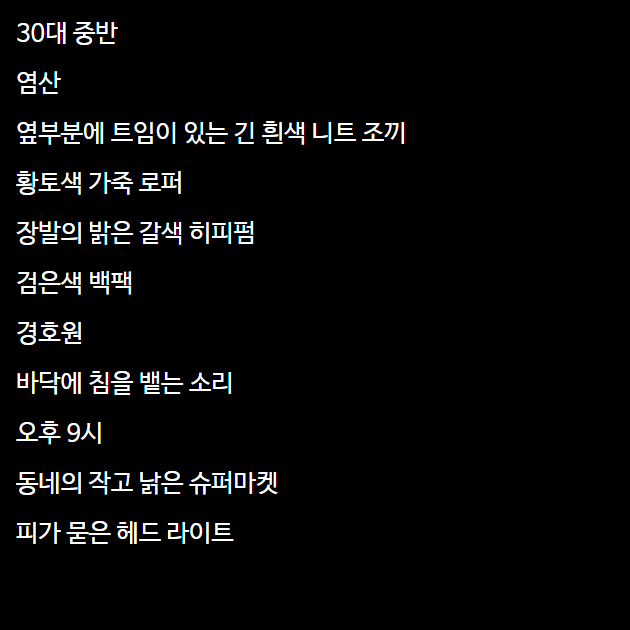 30대 중반
염산
옆부분에 트임이 있는 긴 흰색 니트 조끼
황토색 가죽 로퍼
장발의 밝은 갈색 히피펌
검은색 백팩
경호원
바닥에 침을 뱉는 소리
오후 9시
동네의 작고 낡은 슈퍼마켓
피가 묻은 헤드 라이트